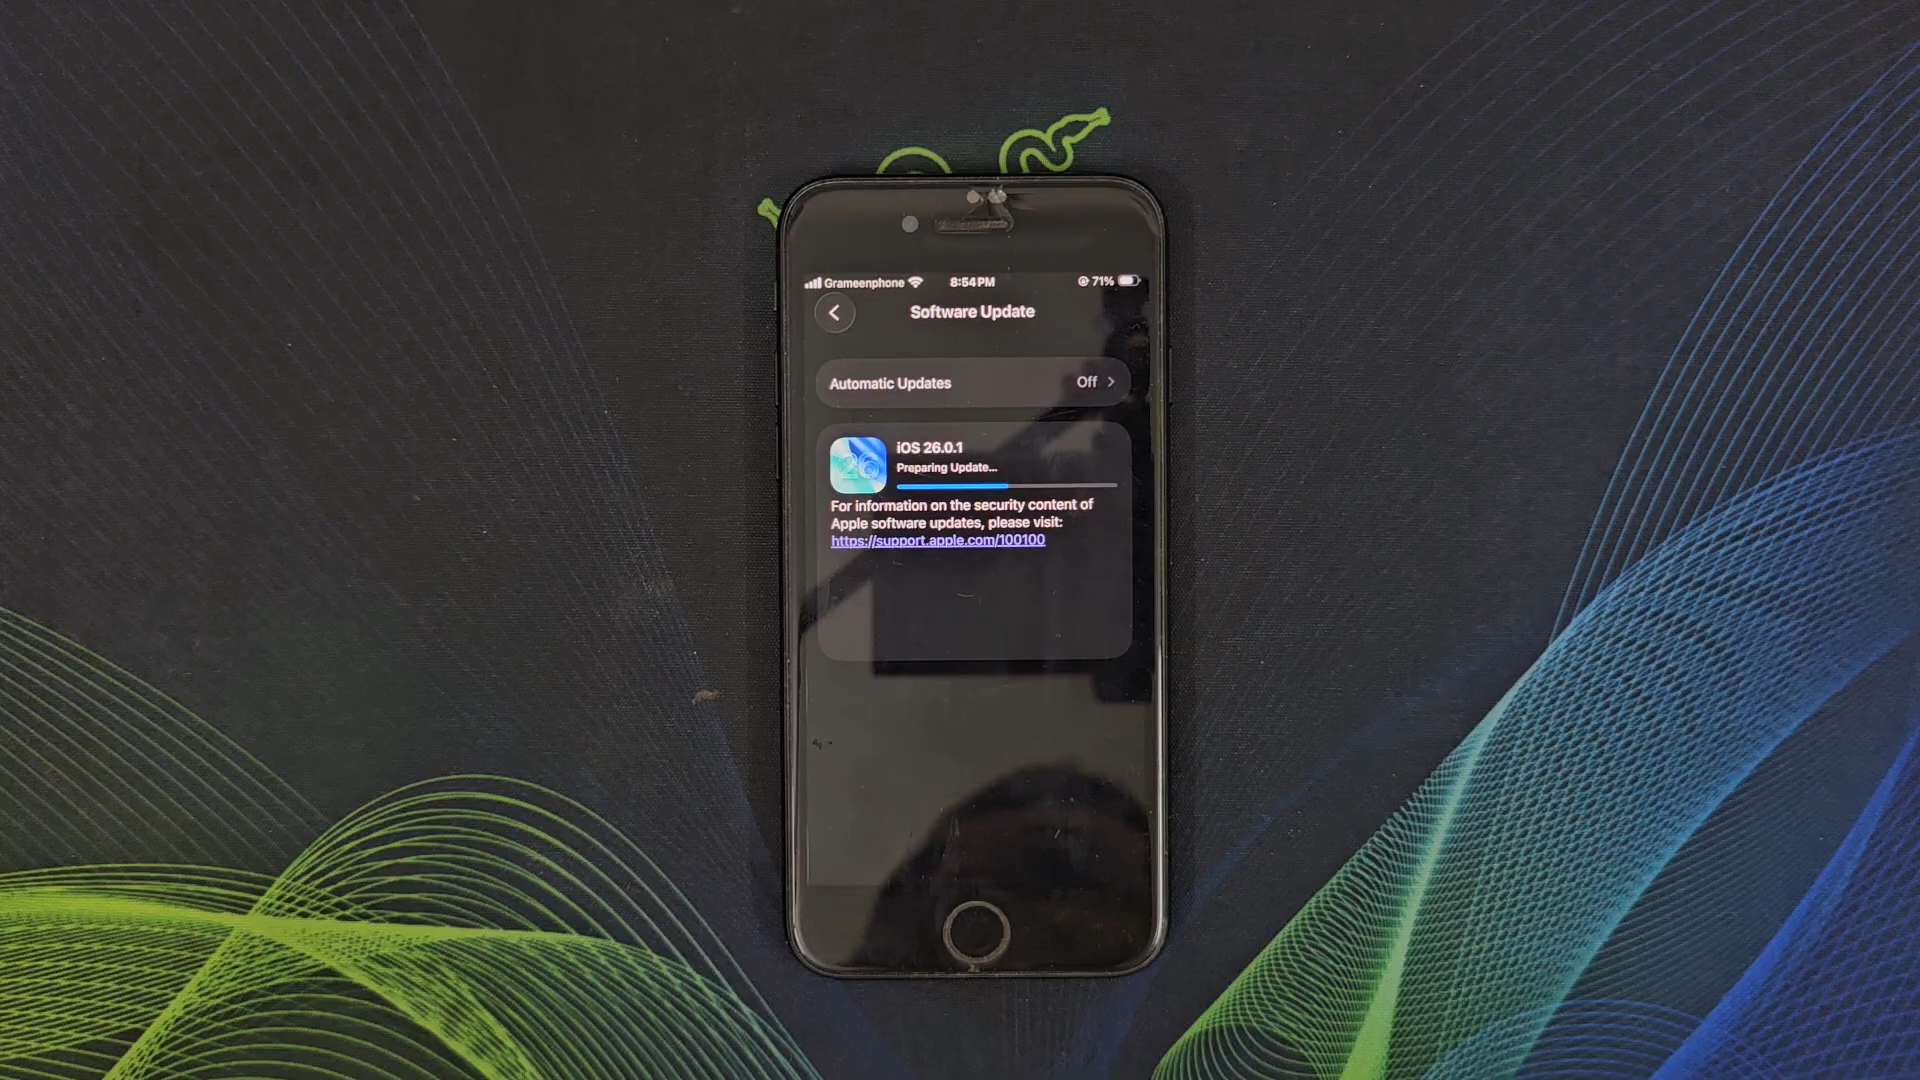 Grameenphone 8:54 PM 71%
Software Update
Automatic Updates Off
26
iOS 26.0.1
Preparing Update...
For information on the security content of
Apple software updates, please visit:
https://support.apple.com/100100